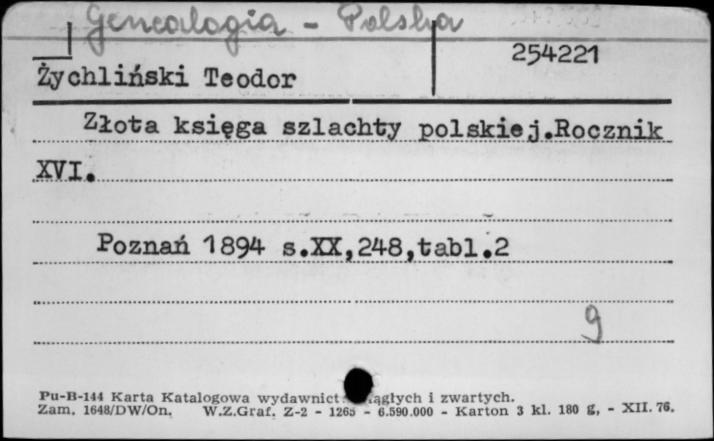 Genealogia - Polska
254221
Żychliński Teodor
Złota księga szlachty polskiej.Rocznik
XVI.
Poznań 1894 s.XX,248,tabl.2
9
Pu-B-144 Karta Katalogowa wydawnict ągłych i zwartych.
Zam. 1648/DW/On. W.Z.Graf. Z-2 - 1265 - 6.590.000 - Karton 3 kl. 180 g, - XII. 76.